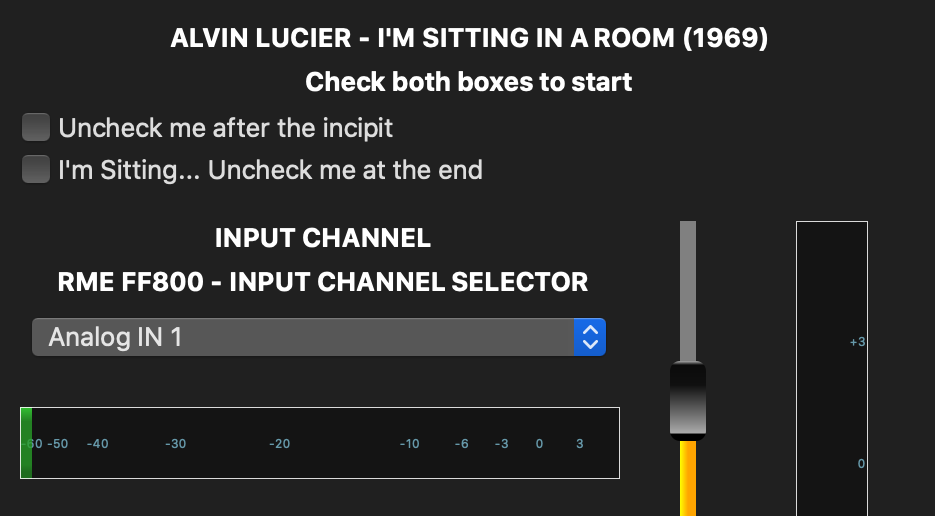 ALVIN LUCIER - I'M SITTING IN A ROOM (1969)
Check both boxes to start
Uncheck me after the incipit
I'm Sitting... Uncheck me at the end
INPUT CHANNEL
RME FF800 - INPUT CHANNEL SELECTOR
Analog IN 1
+3
-60 -50 -40 -30 -20 -10 -6 -3 0 3
0